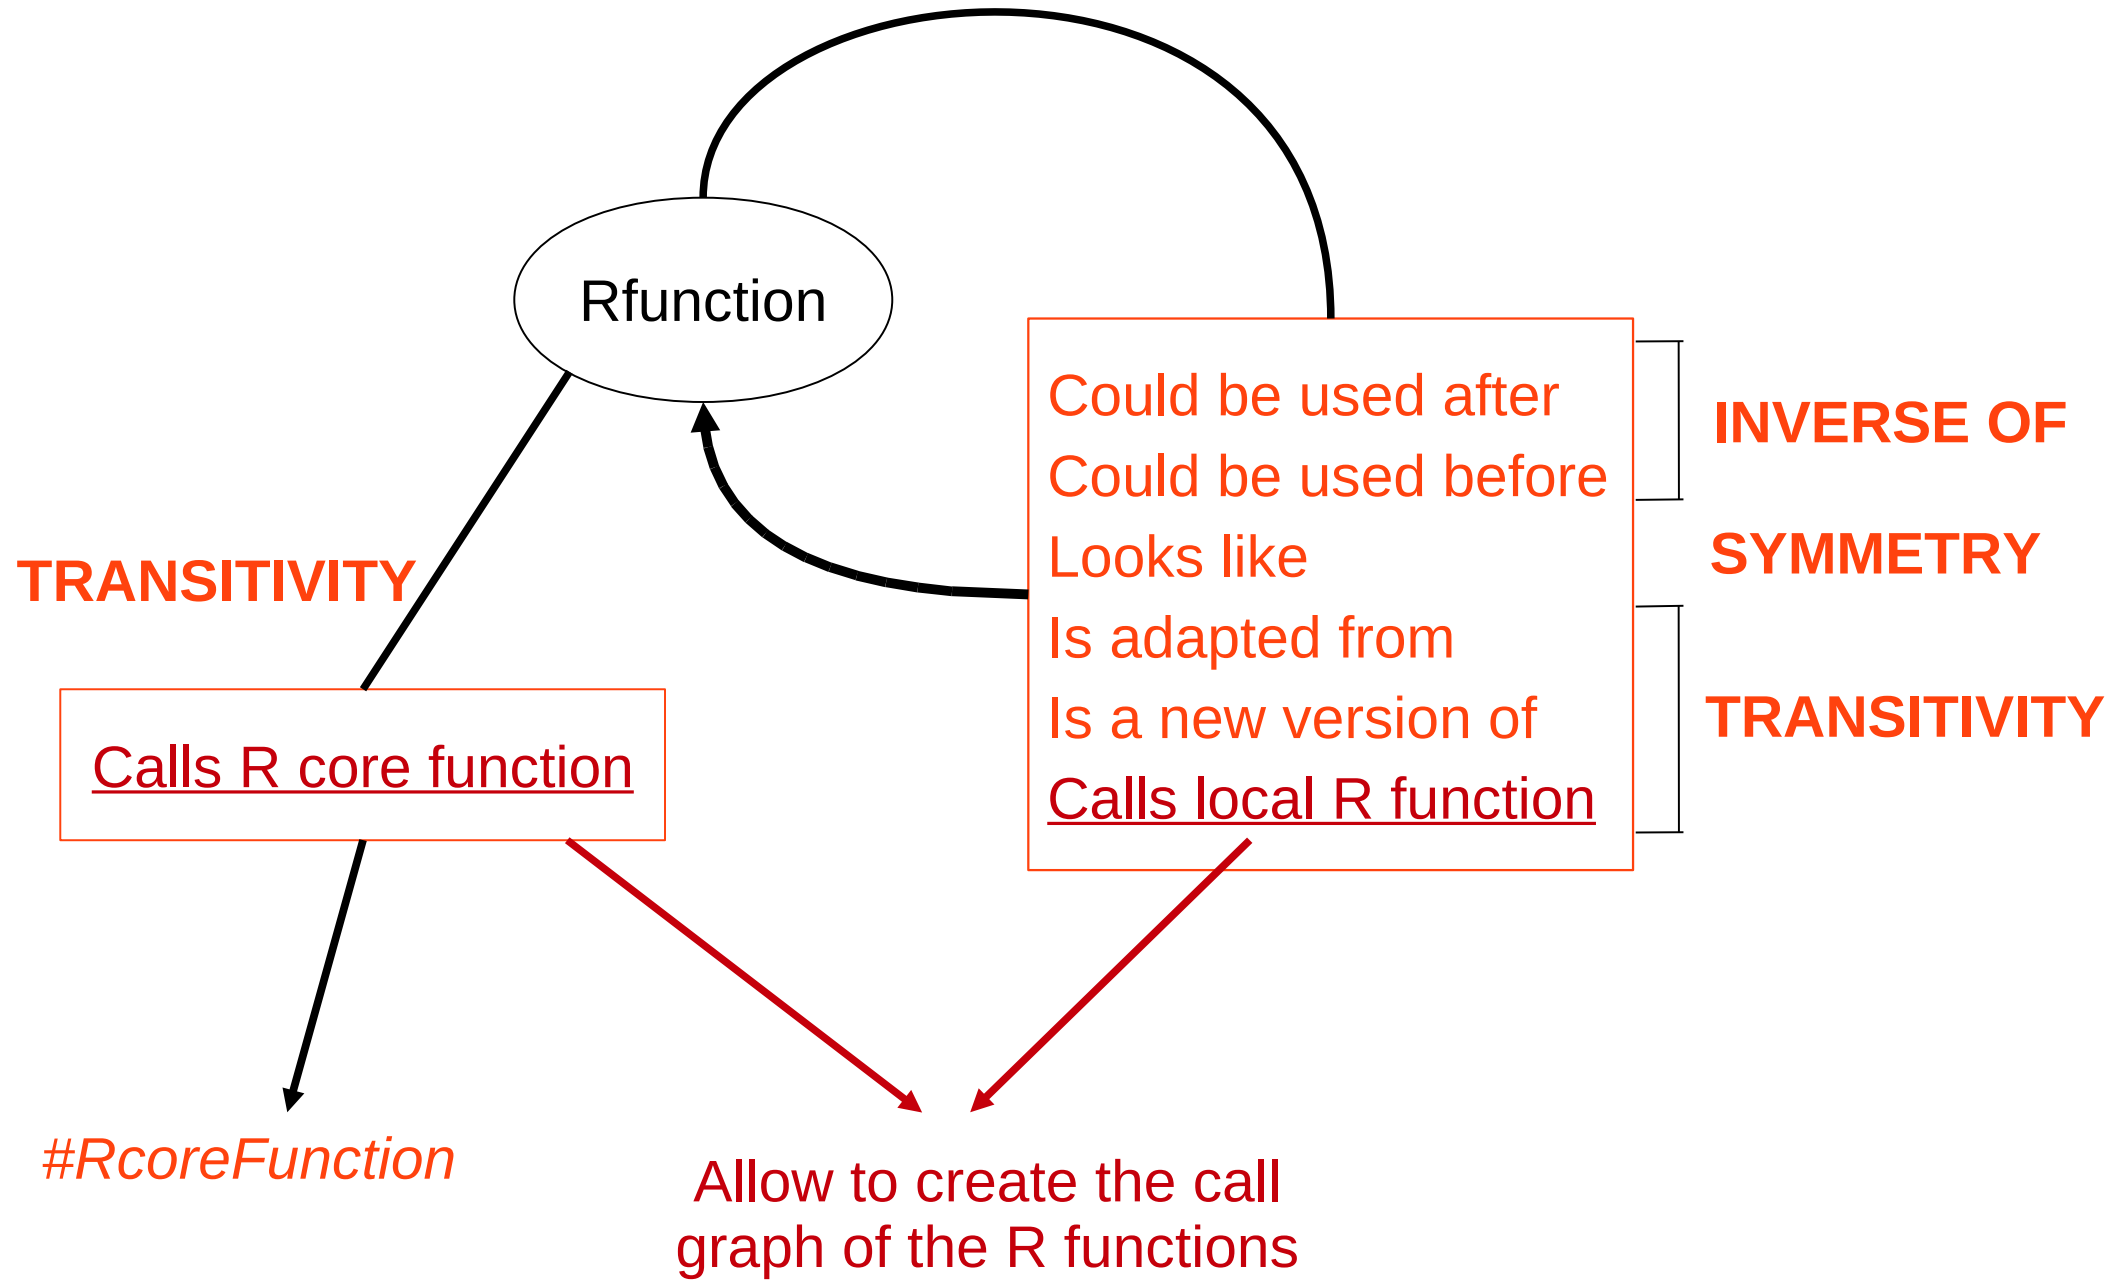 Rfunction
Could be used after
Could be used before
Looks like
Is adapted from
Is a new version of
Calls local R function
INVERSE OF
SYMMETRY
TRANSITIVITY
TRANSITIVITY
Calls R core function
#RcoreFunction
Allow to create the call
graph of the R functions